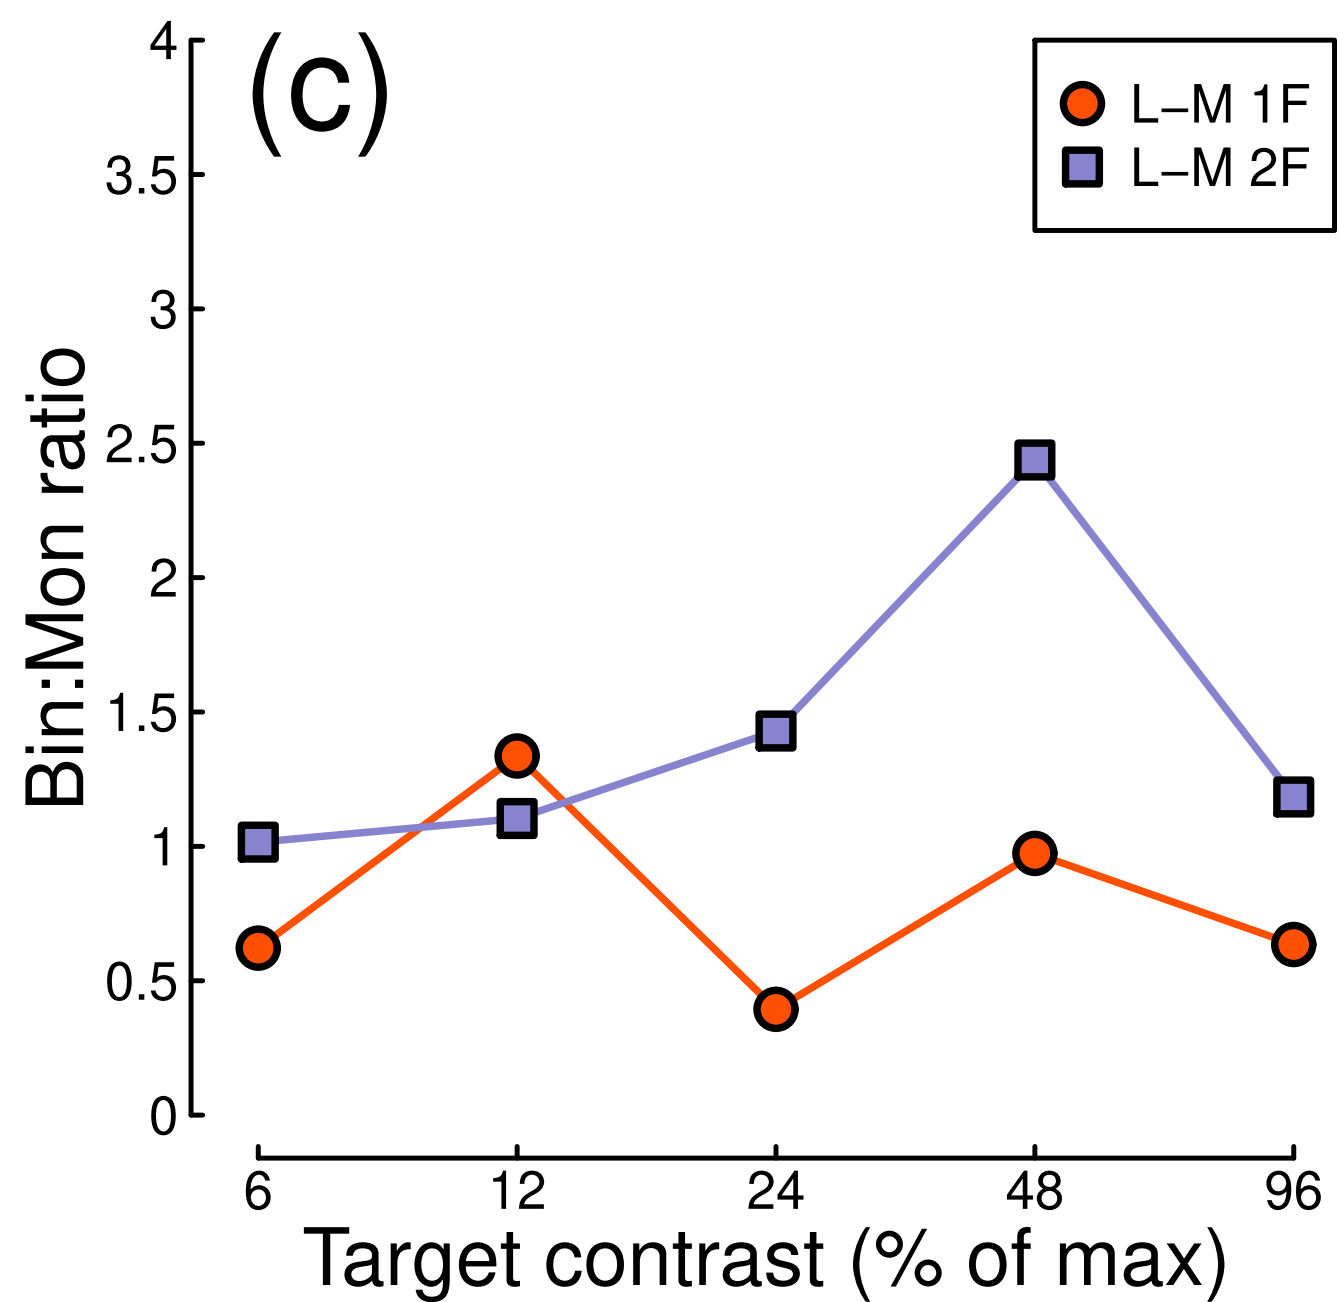 (c)
L−M 1F
L−M 2F
Bin:Mon ratio
4
3.5
3
2.5
2
1.5
1
0.5
0
6 12 24 48 96
Target contrast (% of max)